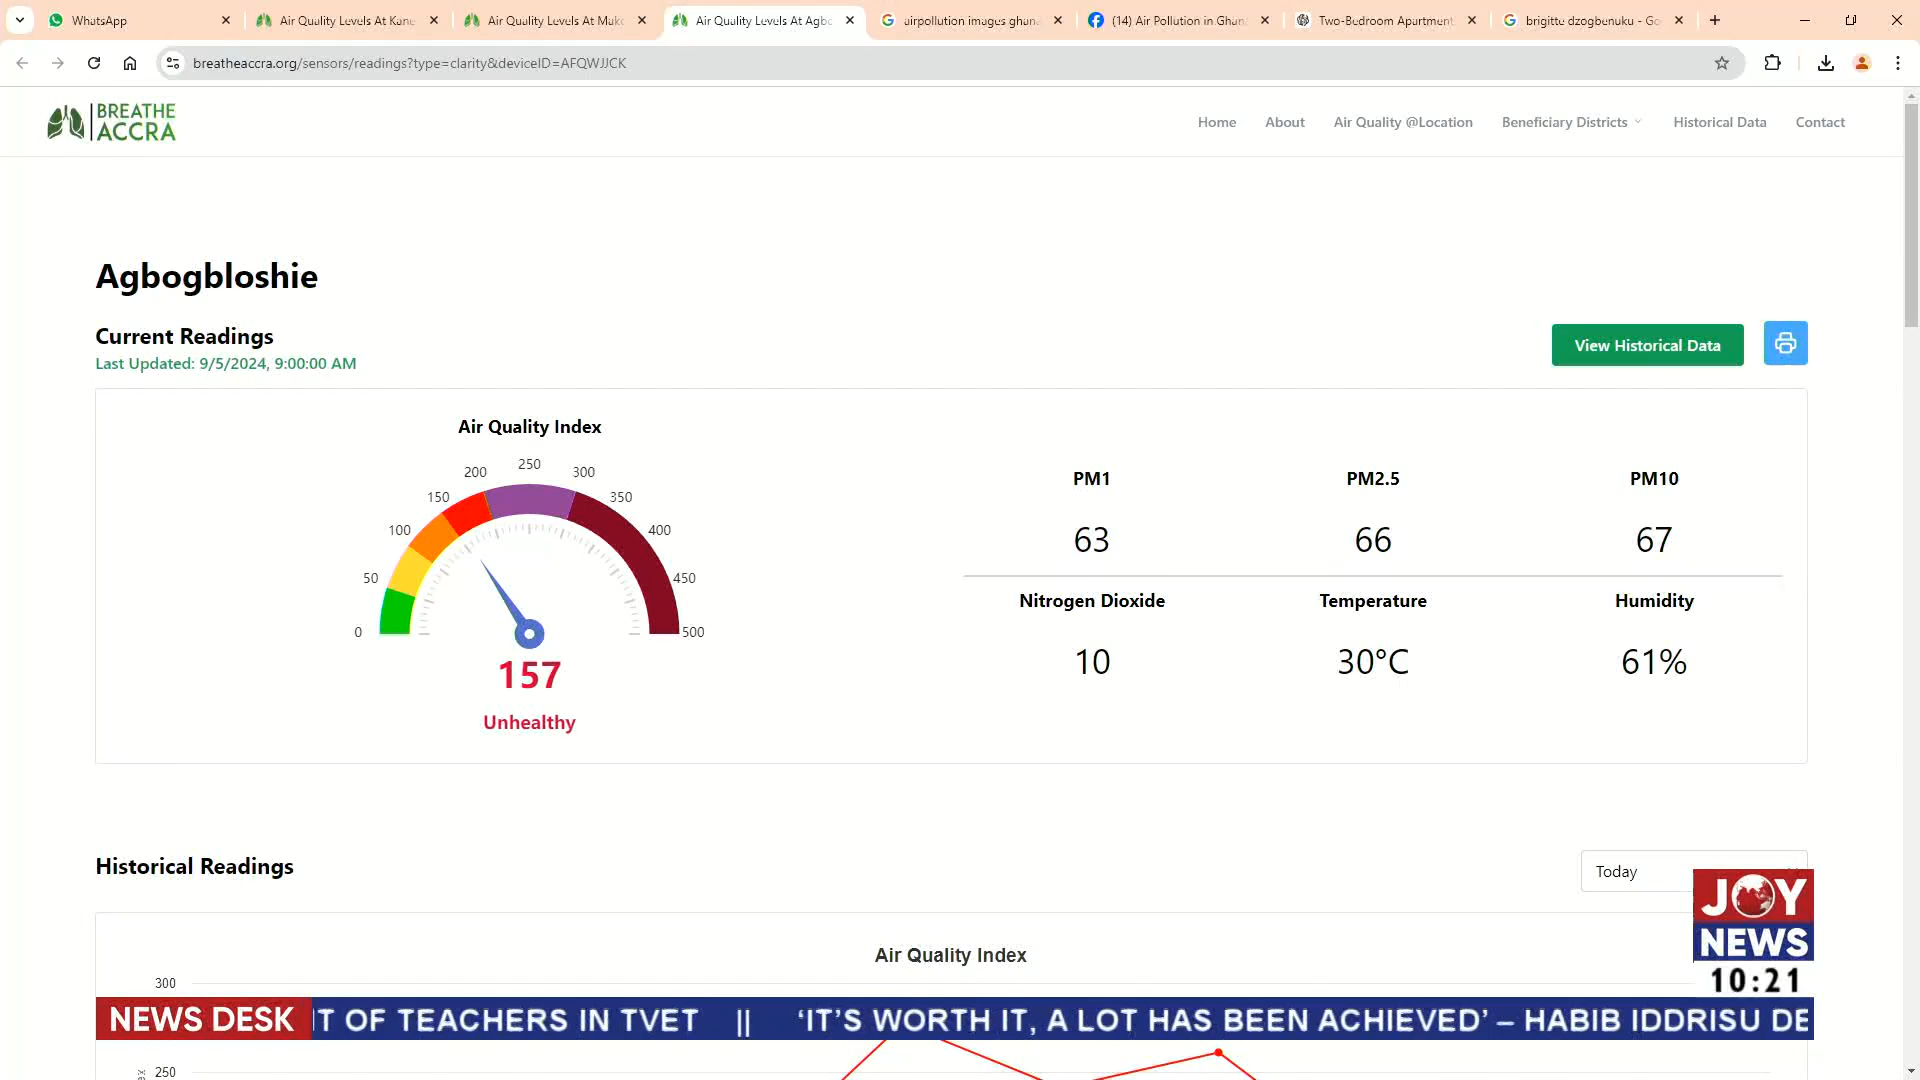 WhatsApp
Air Quality Levels At Kane
Air Quality Levels At Muko
Air Quality Levels At Agbo
airpollution images ghana
(14) Air Pollution in Ghan
Two-Bedroom Apartment
brigitte dzogbenuku - Go
breatheaccra.org/sensors/readings?type=clarity&deviceID=AFQWJJCK
BREATHE
ACCRA
Home
About
Air Quality @Location
Beneficiary Districts
Historical Data
Contact
Agbogbloshie
Current Readings
Last Updated: 9/5/2024, 9:00:00 AM
View Historical Data
Air Quality Index
0
50
100
150
200
250
300
350
400
450
500
157
Unhealthy
PM1
PM2.5
PM10
63
66
67
Nitrogen Dioxide
Temperature
Humidity
10
30°C
61%
Historical Readings
Today
Air Quality Index
300
250
JOY
NEWS
10:21
NEWS DESK
T OF TEACHERS IN TVET || ‘IT’S WORTH IT, A LOT HAS BEEN ACHIEVED’ – HABIB IDDRISU DE